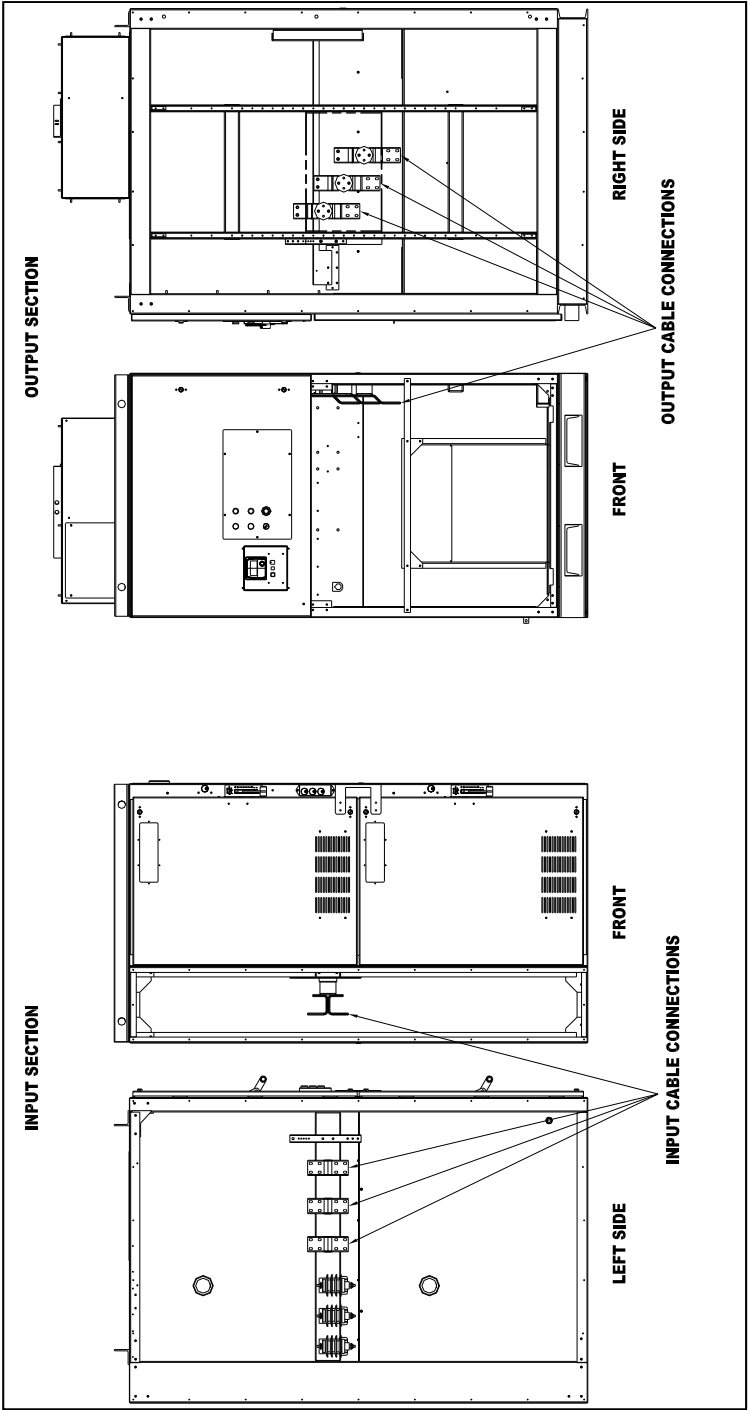 INPUT SECTION
OUTPUT SECTION
LEFT SIDE
FRONT
FRONT
RIGHT SIDE
INPUT CABLE CONNECTIONS
OUTPUT CABLE CONNECTIONS